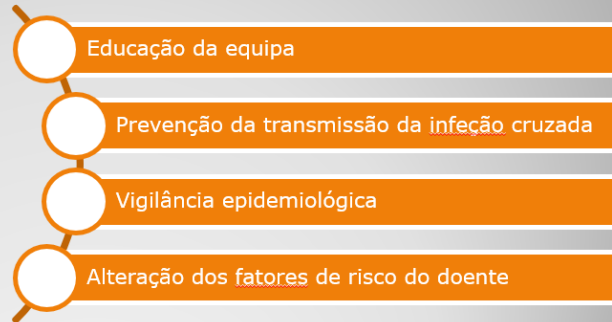 Educação da equipa
Prevenção da transmissão da infeção cruzada
Vigilância epidemiológica
Alteração dos fatores de risco do doente